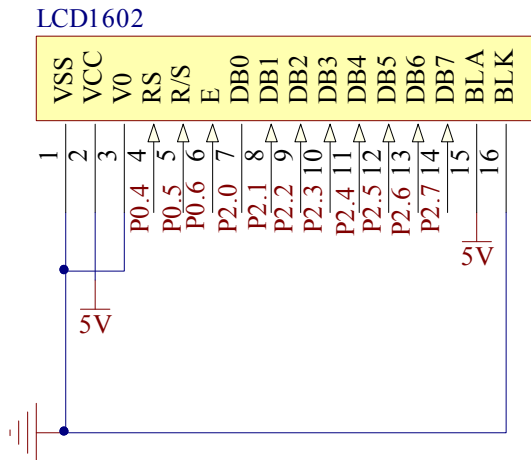 LCD1602
VSS VCC V0 RS R/S E DB0 DB1 DB2 DB3 DB4 DB5 DB6 DB7 BLA BLK
1 2 3 4 5 6 7 8 9 10 11 12 13 14 15 16
P0.4 P0.5 P0.6 P2.0 P2.1 P2.2 P2.3 P2.4 P2.5 P2.6 P2.7
5V
5V